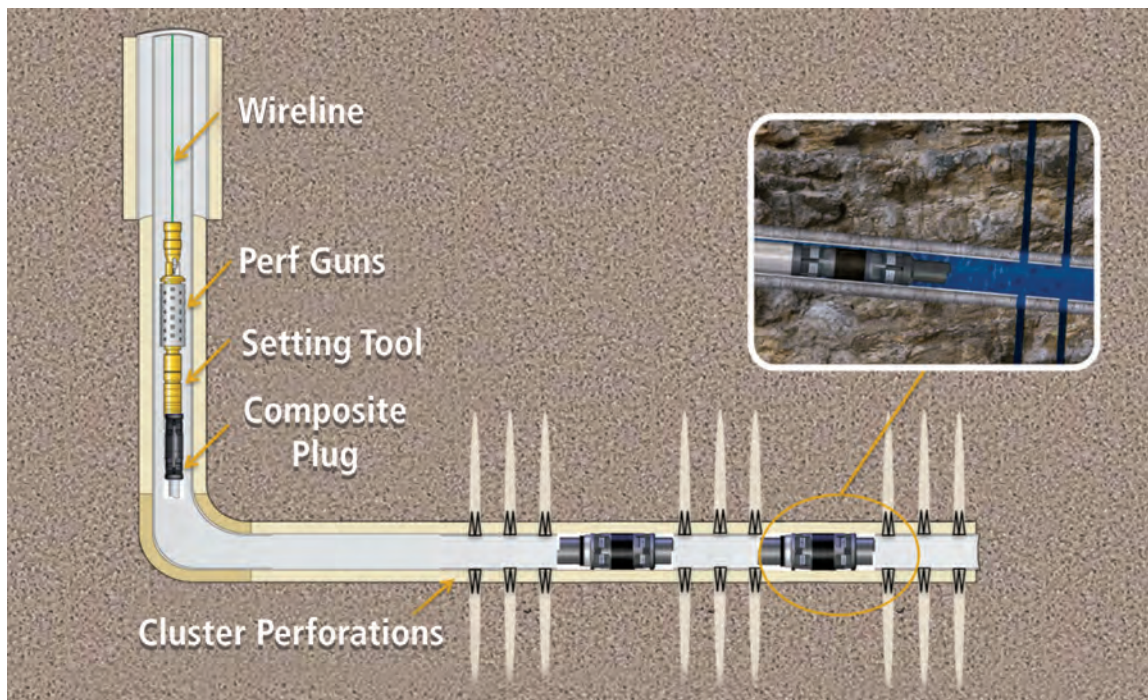 Wireline
Perf Guns
Setting Tool
Composite
Plug
Cluster Perforations